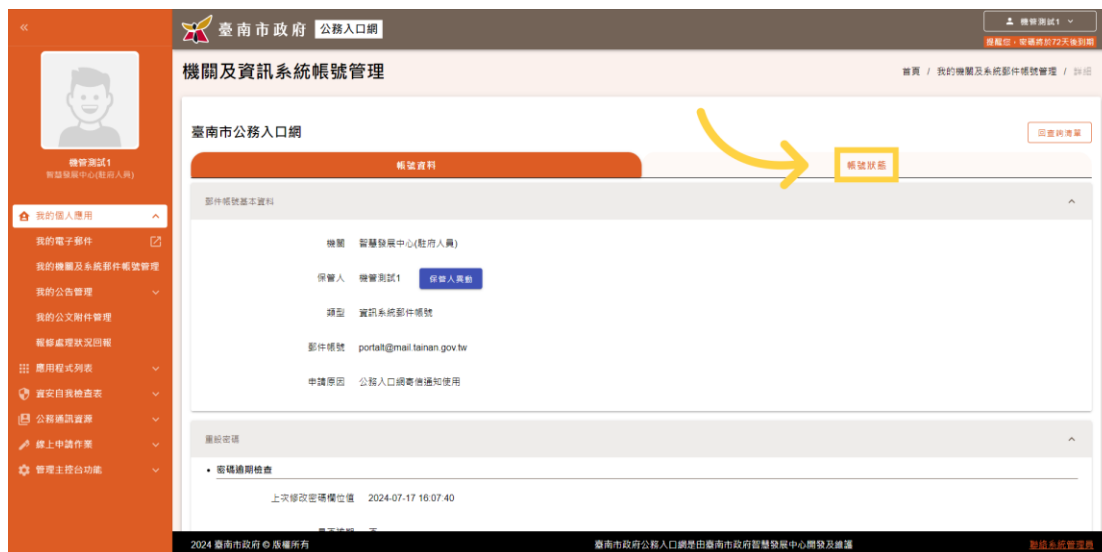 «
臺南市政府 公務入口網
機管測試1
提醒您，密碼將於72天後到期
機管測試1
智慧發展中心(駐府人員)
我的個人應用
我的電子郵件
我的機關及系統郵件帳號管理
我的公告管理
我的公文附件管理
報修處理狀況回報
應用程式列表
資安自我檢查表
公務通訊資源
線上申請作業
管理主控台功能
機關及資訊系統帳號管理
首頁 / 我的機關及系統郵件帳號管理 / 詳細
臺南市公務入口網
回查詢清單
帳號資料
帳號狀態
郵件帳號基本資料
機關 智慧發展中心(駐府人員)
保管人 機管測試1 保管人異動
類型 資訊系統郵件帳號
郵件帳號 portalt@mail.tainan.gov.tw
申請原因 公務入口網寄信通知使用
重設密碼
• 密碼逾期檢查
上次修改密碼欄位值 2024-07-17 16:07:40
2024 臺南市政府 © 版權所有
臺南市政府公務入口網是由臺南市政府智慧發展中心開發及維護
聯絡系統管理員